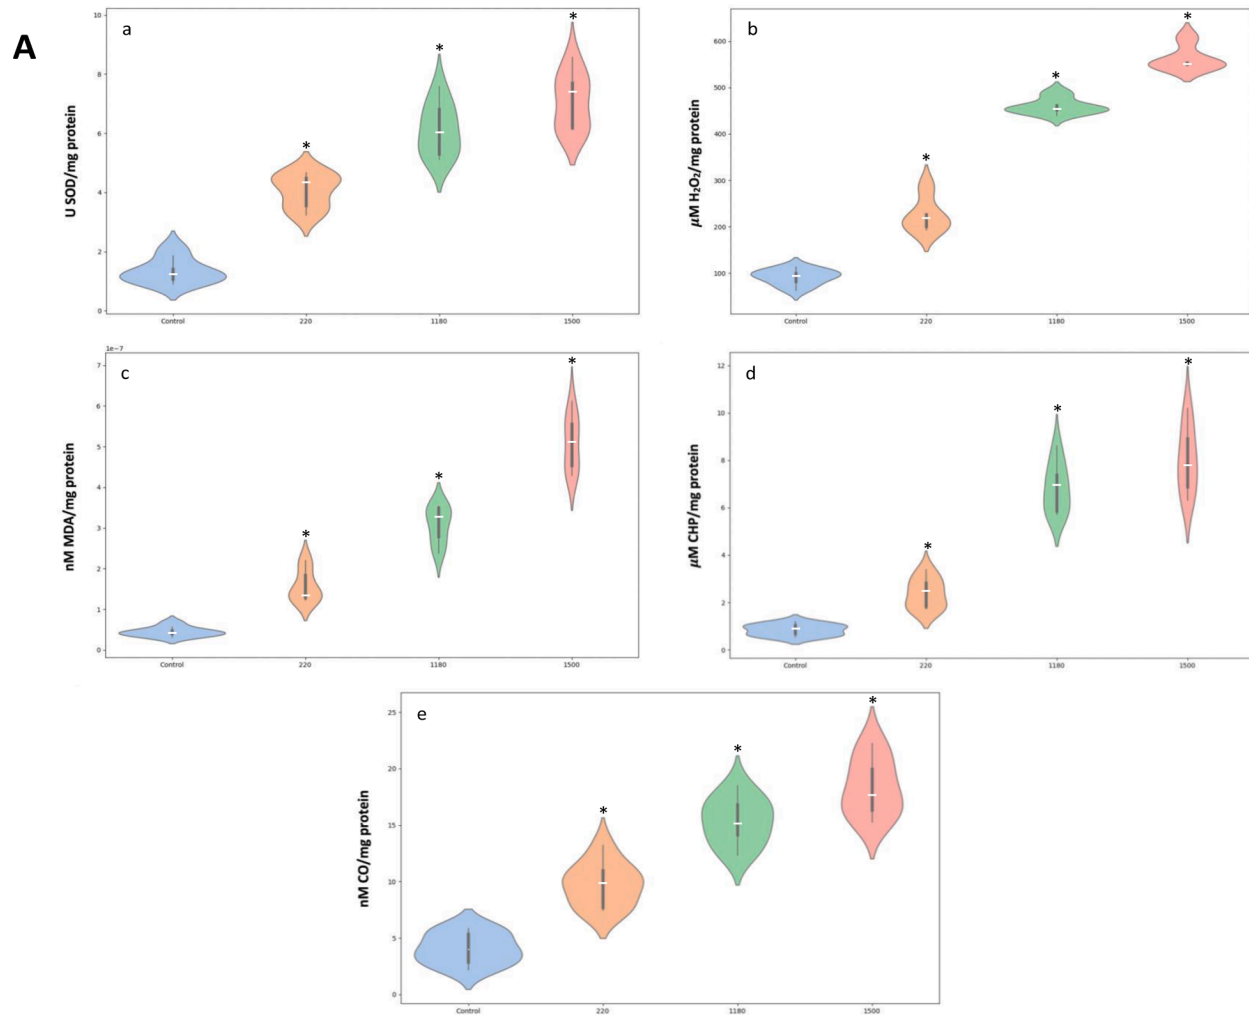 A
a
*
*
*
U SOD/mg protein
10
8
6
4
2
0
Control 220 1180 1500
b
*
*
*
µM H₂O₂/mg protein
600
500
400
300
200
100
Control 220 1180 1500
1e−7
c
*
*
*
nM MDA/mg protein
7
6
5
4
3
2
1
0
Control 220 1180 1500
d
*
*
*
µM CHP/mg protein
12
10
8
6
4
2
0
Control 220 1180 1500
e
*
*
*
nM CO/mg protein
25
20
15
10
5
0
Control 220 1180 1500